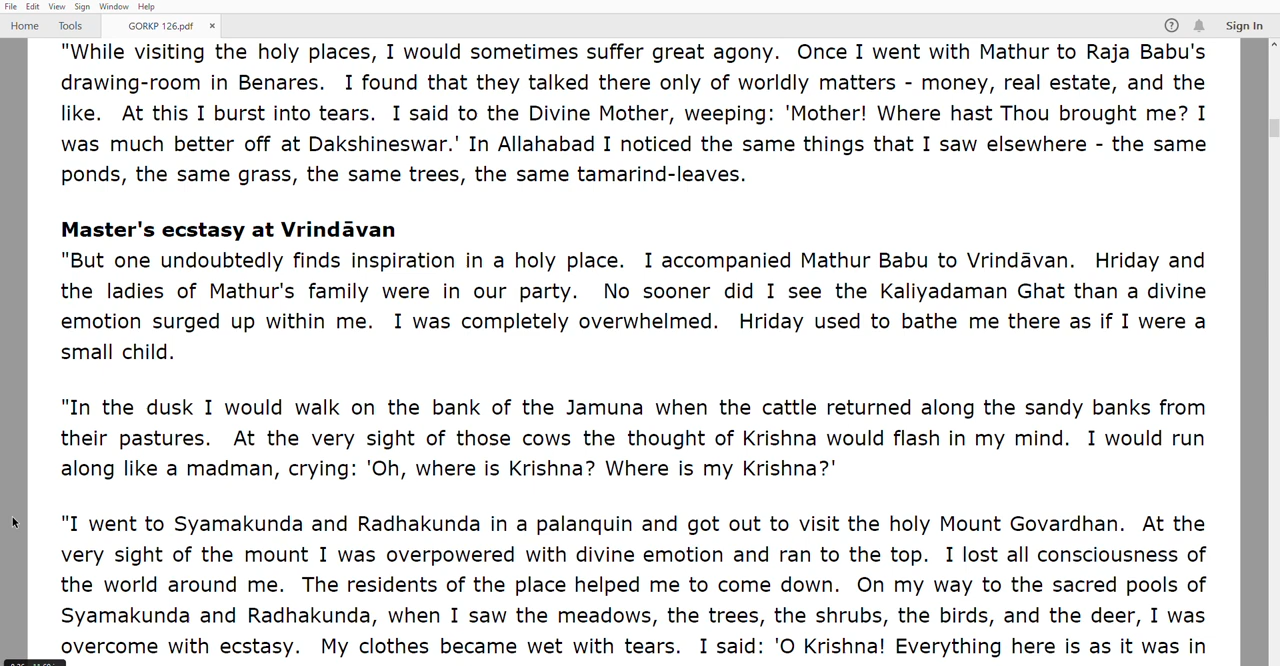 File Edit View Sign Window Help
Home Tools GORKP 126.pdf × ? Sign In
"While visiting the holy places, I would sometimes suffer great agony. Once I went with Mathur to Raja Babu's
drawing-room in Benares. I found that they talked there only of worldly matters - money, real estate, and the
like. At this I burst into tears. I said to the Divine Mother, weeping: 'Mother! Where hast Thou brought me? I
was much better off at Dakshineswar.' In Allahabad I noticed the same things that I saw elsewhere - the same
ponds, the same grass, the same trees, the same tamarind-leaves.
Master's ecstasy at Vrindāvan
"But one undoubtedly finds inspiration in a holy place. I accompanied Mathur Babu to Vrindāvan. Hriday and
the ladies of Mathur's family were in our party. No sooner did I see the Kaliyadaman Ghat than a divine
emotion surged up within me. I was completely overwhelmed. Hriday used to bathe me there as if I were a
small child.
"In the dusk I would walk on the bank of the Jamuna when the cattle returned along the sandy banks from
their pastures. At the very sight of those cows the thought of Krishna would flash in my mind. I would run
along like a madman, crying: 'Oh, where is Krishna? Where is my Krishna?'
"I went to Syamakunda and Radhakunda in a palanquin and got out to visit the holy Mount Govardhan. At the
very sight of the mount I was overpowered with divine emotion and ran to the top. I lost all consciousness of
the world around me. The residents of the place helped me to come down. On my way to the sacred pools of
Syamakunda and Radhakunda, when I saw the meadows, the trees, the shrubs, the birds, and the deer, I was
overcome with ecstasy. My clothes became wet with tears. I said: 'O Krishna! Everything here is as it was in